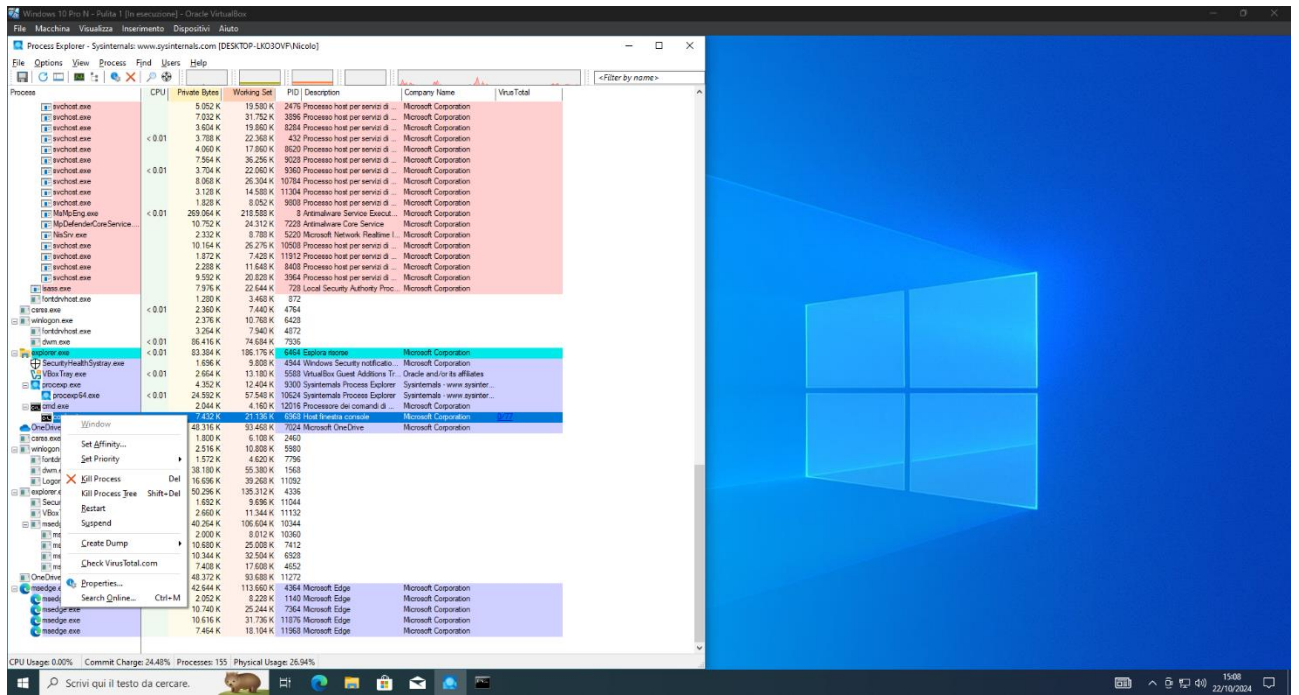 Windows 10 Pro N - Pulita 1 [In esecuzione] - Oracle VirtualBox
File Macchina Visualizza Inserimento Dispositivi Aiuto
Process Explorer - Sysinternals: www.sysinternals.com [DESKTOP-LKO3OVF\Nicolo]
File Options View Process Find Users Help
<Filter by name>
Process CPU Private Bytes Working Set PID Description Company Name VirusTotal
svchost.exe 5.052 K 19.580 K 2476 Processo host per servizi di ... Microsoft Corporation
svchost.exe 7.032 K 31.752 K 3896 Processo host per servizi di ... Microsoft Corporation
svchost.exe 3.604 K 19.860 K 8284 Processo host per servizi di ... Microsoft Corporation
svchost.exe < 0.01 3.788 K 22.368 K 432 Processo host per servizi di ... Microsoft Corporation
svchost.exe 4.060 K 17.860 K 8620 Processo host per servizi di ... Microsoft Corporation
svchost.exe 7.564 K 36.256 K 9028 Processo host per servizi di ... Microsoft Corporation
svchost.exe < 0.01 3.704 K 22.060 K 9360 Processo host per servizi di ... Microsoft Corporation
svchost.exe 8.068 K 26.304 K 10784 Processo host per servizi di ... Microsoft Corporation
svchost.exe 3.128 K 14.588 K 11304 Processo host per servizi di ... Microsoft Corporation
svchost.exe 1.828 K 8.052 K 9808 Processo host per servizi di ... Microsoft Corporation
MsMpEng.exe < 0.01 269.064 K 218.588 K 8 Antimalware Service Execut... Microsoft Corporation
MpDefenderCoreService.... 10.752 K 24.312 K 7228 Antimalware Core Service Microsoft Corporation
NisSrv.exe 2.332 K 8.788 K 5220 Microsoft Network Realtime I... Microsoft Corporation
svchost.exe 10.164 K 26.276 K 10508 Processo host per servizi di ... Microsoft Corporation
svchost.exe 1.872 K 7.428 K 11912 Processo host per servizi di ... Microsoft Corporation
svchost.exe 2.288 K 11.648 K 8408 Processo host per servizi di ... Microsoft Corporation
svchost.exe 9.592 K 20.828 K 3964 Processo host per servizi di ... Microsoft Corporation
lsass.exe 7.976 K 22.644 K 728 Local Security Authority Proc... Microsoft Corporation
fontdrvhost.exe 1.280 K 3.468 K 872
csrss.exe < 0.01 2.360 K 7.440 K 4764
winlogon.exe 2.376 K 10.768 K 6428
fontdrvhost.exe 3.264 K 7.940 K 4872
dwm.exe < 0.01 86.416 K 74.684 K 7936
explorer.exe < 0.01 83.384 K 186.176 K 6464 Esplora risorse Microsoft Corporation
SecurityHealthSystray.exe 1.696 K 9.808 K 4944 Windows Security notificatio... Microsoft Corporation
VBoxTray.exe < 0.01 2.664 K 13.180 K 5588 VirtualBox Guest Additions Tr... Oracle and/or its affiliates
procexp.exe 4.352 K 12.404 K 9300 Sysinternals Process Explorer Sysinternals - www.sysinter...
procexp64.exe < 0.01 24.592 K 57.548 K 10624 Sysinternals Process Explorer Sysinternals - www.sysinter...
cmd.exe 2.044 K 4.160 K 12016 Processore dei comandi di ... Microsoft Corporation
7.432 K 21.136 K 6968 Host finestra console Microsoft Corporation 0/77
OneDrive 48.316 K 93.468 K 7024 Microsoft OneDrive Microsoft Corporation
csrss.exe 1.800 K 6.108 K 2460
winlogon 2.516 K 10.808 K 5980
fontdr 1.572 K 4.620 K 7796
dwm.e 38.180 K 55.380 K 1568
Logor 16.696 K 39.268 K 11092
explorer.e 50.296 K 135.312 K 4336
Secur 1.692 K 9.696 K 11044
VBox 2.660 K 11.344 K 11132
msedg 40.264 K 106.604 K 10344
ms 2.000 K 8.012 K 10360
ms 10.680 K 25.008 K 7412
ms 10.344 K 32.504 K 6928
ms 7.408 K 17.608 K 4652
OneDrive 48.372 K 93.688 K 11272
msedge.e 42.644 K 113.660 K 4364 Microsoft Edge Microsoft Corporation
msedg 2.052 K 8.228 K 1140 Microsoft Edge Microsoft Corporation
msedge.exe 10.740 K 25.244 K 7364 Microsoft Edge Microsoft Corporation
msedge.exe 10.616 K 31.736 K 11876 Microsoft Edge Microsoft Corporation
msedge.exe 7.464 K 18.104 K 11968 Microsoft Edge Microsoft Corporation
Window
Set Affinity...
Set Priority
Kill Process Del
Kill Process Tree Shift+Del
Restart
Suspend
Create Dump
Check VirusTotal.com
Properties...
Search Online... Ctrl+M
CPU Usage: 0.00% Commit Charge: 24.48% Processes: 155 Physical Usage: 26.94%
Scrivi qui il testo da cercare.
15:08
22/10/2024